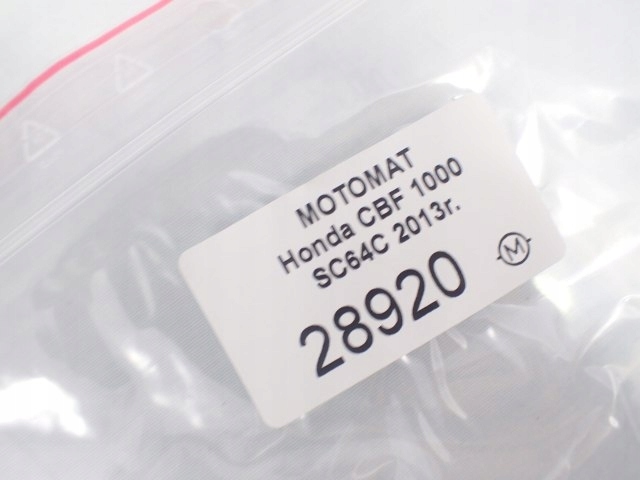 MOTOMAT
Honda CBF 1000
SC64C 2013r.
28920
M